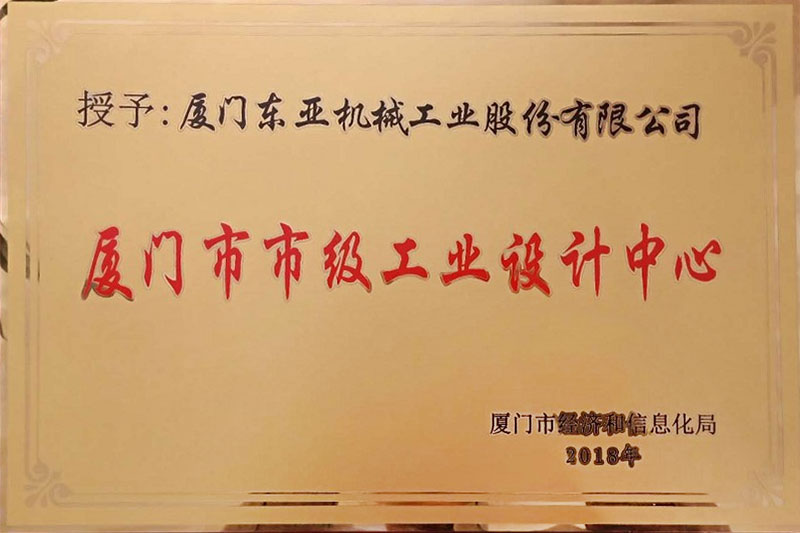 授予：厦门东亚机械工业股份有限公司
厦门市市级工业设计中心
厦门市经济和信息化局
2018年